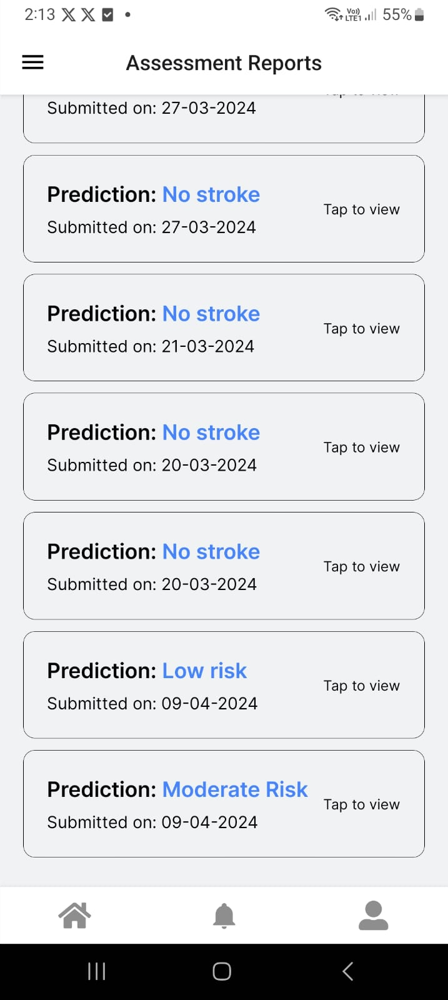 2:13
Vo)) LTE1 55%
Assessment Reports
Submitted on: 27-03-2024
Prediction: No stroke
Submitted on: 27-03-2024
Tap to view
Prediction: No stroke
Submitted on: 21-03-2024
Tap to view
Prediction: No stroke
Submitted on: 20-03-2024
Tap to view
Prediction: No stroke
Submitted on: 20-03-2024
Tap to view
Prediction: Low risk
Submitted on: 09-04-2024
Tap to view
Prediction: Moderate Risk
Submitted on: 09-04-2024
Tap to view